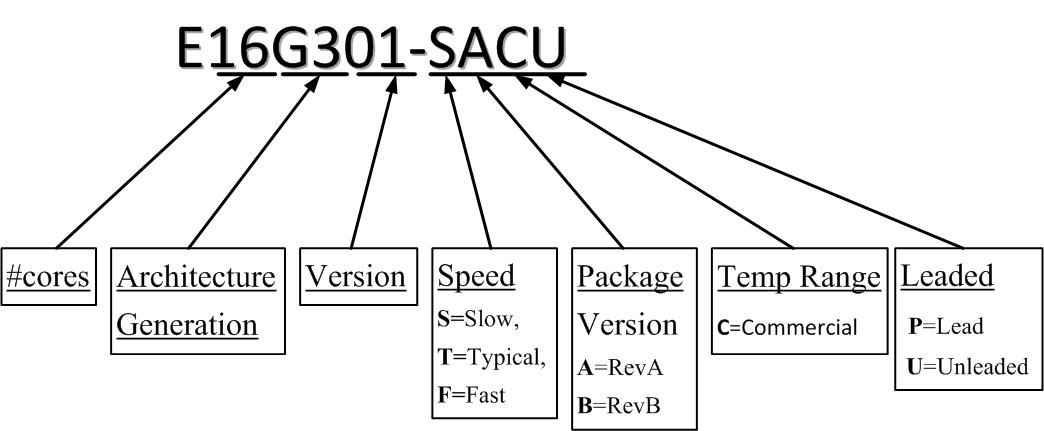 E16G301-SACU
#cores
Architecture
Generation
Version
Speed
S=Slow,
T=Typical,
F=Fast
Package
Version
A=RevA
B=RevB
Temp Range
C=Commercial
Leaded
P=Lead
U=Unleaded